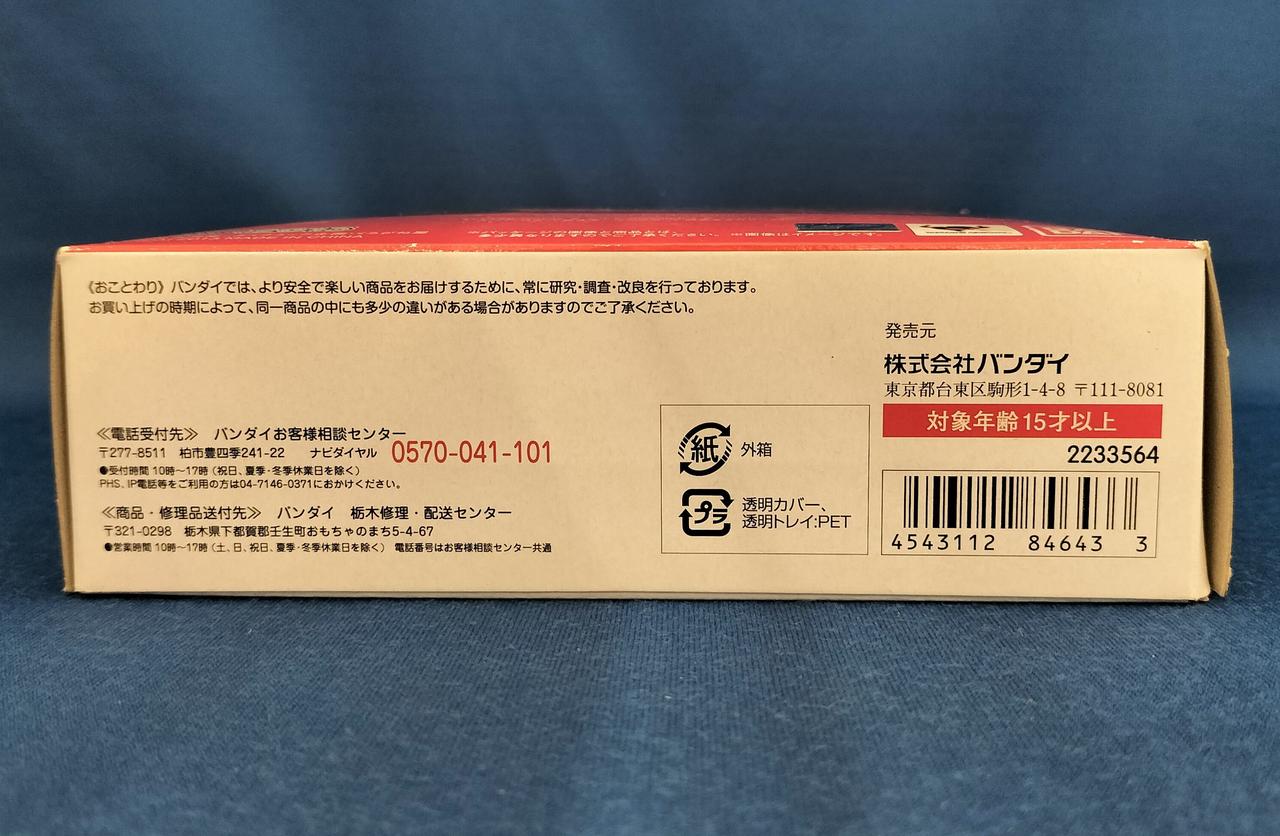 MADE IN CHINA
《おことわり》バンダイでは、より安全で楽しい商品をお届けするために、常に研究・調査・改良を行っております。
お買い上げの時期によって、同一商品の中にも多少の違いがある場合がありますのでご了承ください。
≪電話受付先≫ バンダイお客様相談センター
〒277-8511 柏市豊四季241-22 ナビダイヤル 0570-041-101
●受付時間 10時〜17時（祝日、夏季・冬季休業日を除く）
PHS、IP電話等をご利用の方は04-7146-0371におかけください。
≪商品・修理品送付先≫ バンダイ 栃木修理・配送センター
〒321-0298 栃木県下都賀郡壬生町おもちゃのまち5-4-67
●営業時間 10時〜17時（土、日、祝日、夏季・冬季休業日を除く） 電話番号はお客様相談センター共通
紙 外箱
プラ 透明カバー、
透明トレイ:PET
発売元
株式会社バンダイ
東京都台東区駒形1-4-8 〒111-8081
対象年齢15才以上
2233564
4543112 84643 3